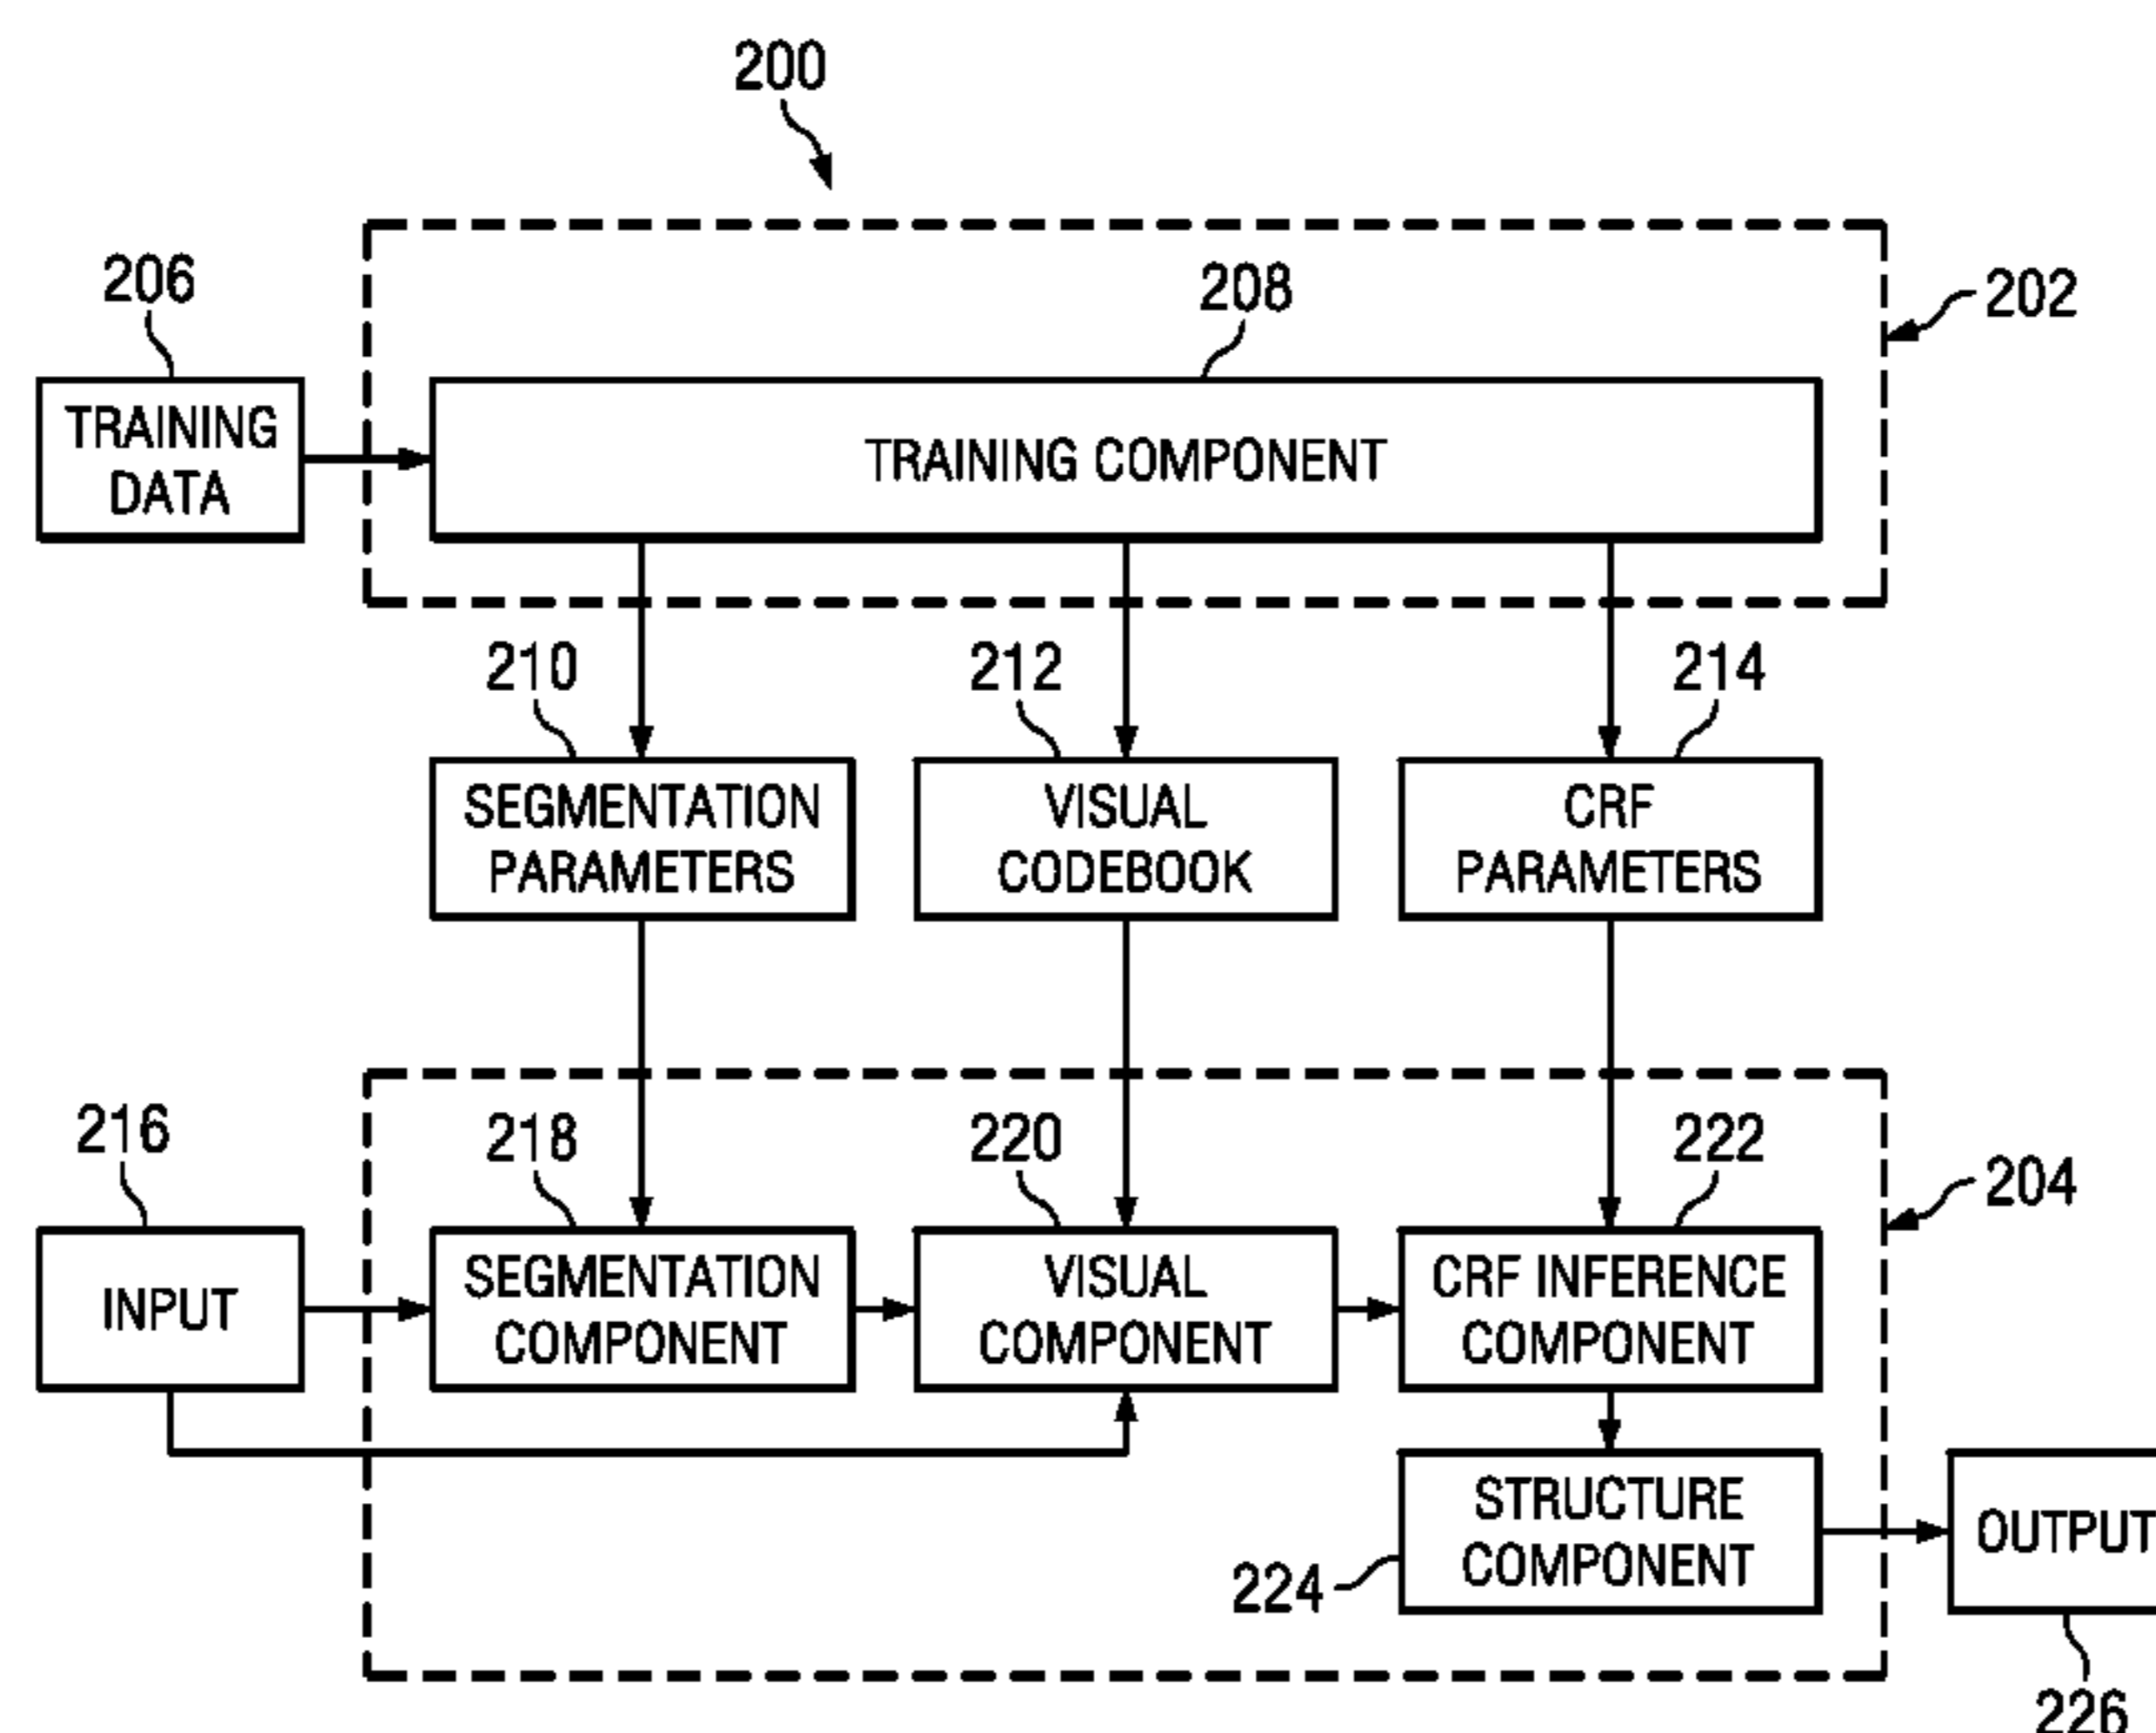 200
206
208
202
TRAINING
DATA
TRAINING COMPONENT
210
212
214
SEGMENTATION
PARAMETERS
VISUAL
CODEBOOK
CRF
PARAMETERS
216
218
220
222
204
INPUT
SEGMENTATION
COMPONENT
VISUAL
COMPONENT
CRF INFERENCE
COMPONENT
STRUCTURE
COMPONENT
224
OUTPUT
226